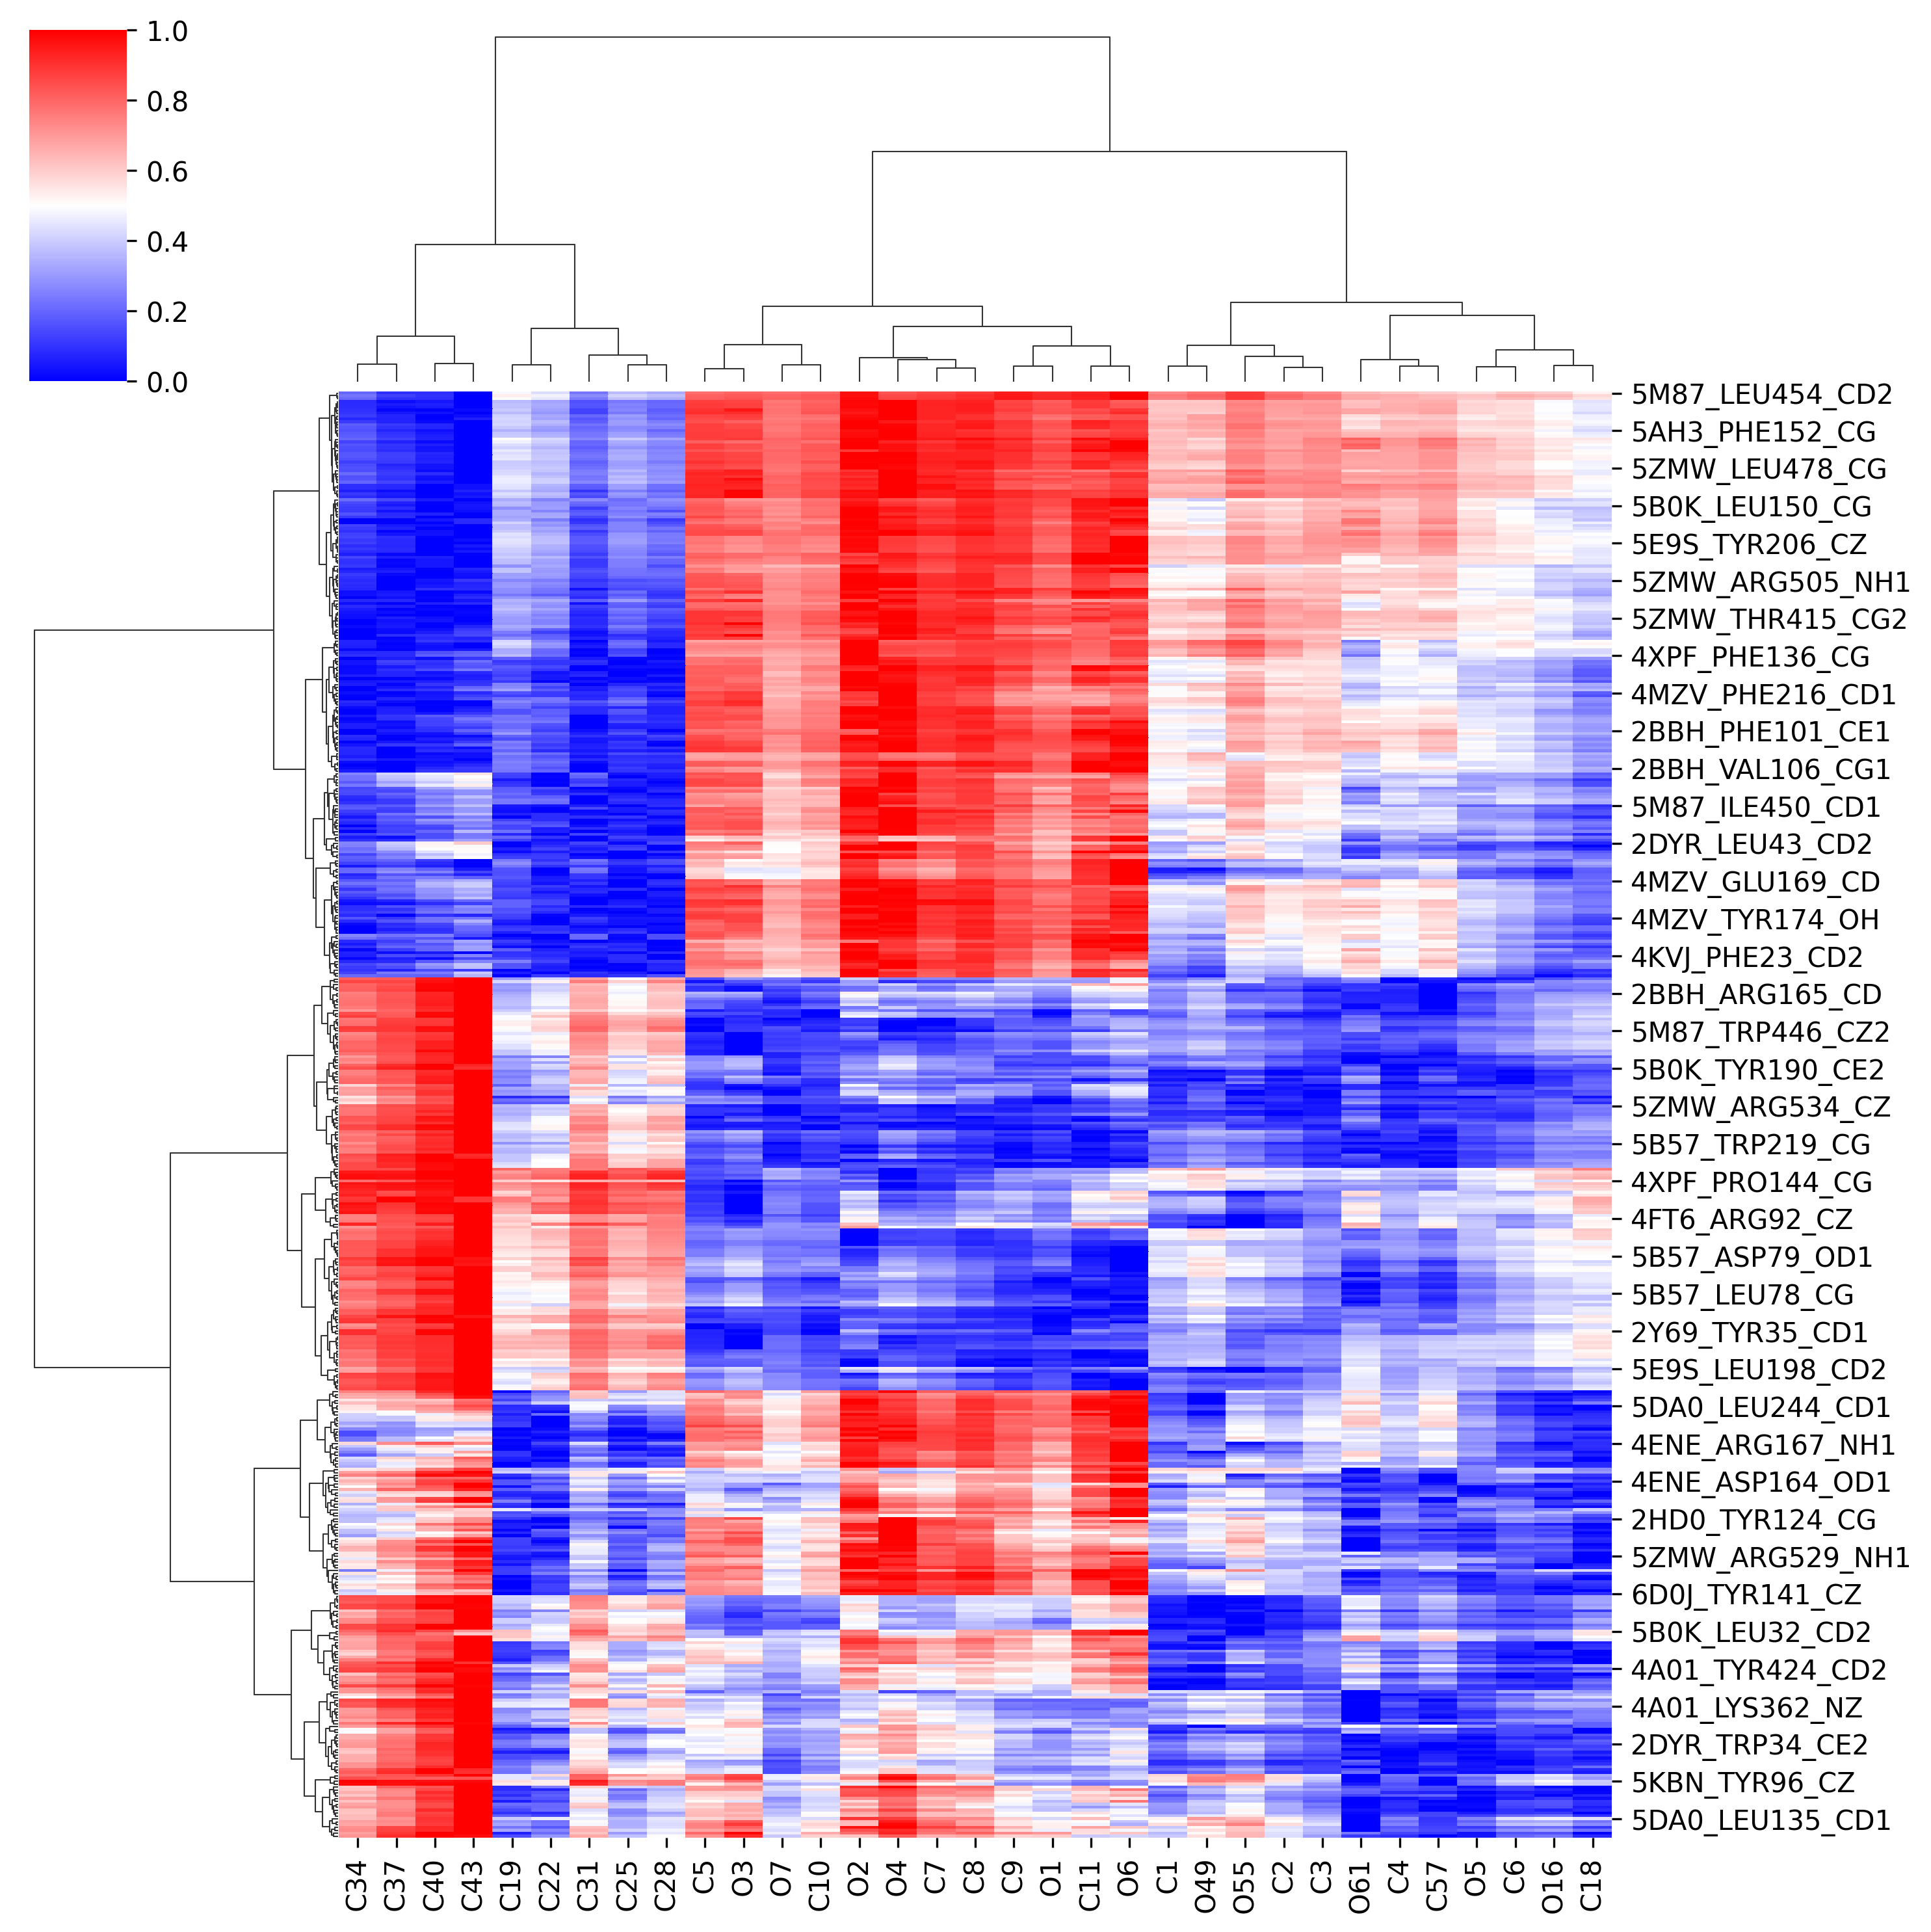 1.0
0.8
0.6
0.4
0.2
0.0
5M87_LEU454_CD2
5AH3_PHE152_CG
5ZMW_LEU478_CG
5B0K_LEU150_CG
5E9S_TYR206_CZ
5ZMW_ARG505_NH1
5ZMW_THR415_CG2
4XPF_PHE136_CG
4MZV_PHE216_CD1
2BBH_PHE101_CE1
2BBH_VAL106_CG1
5M87_ILE450_CD1
2DYR_LEU43_CD2
4MZV_GLU169_CD
4MZV_TYR174_OH
4KVJ_PHE23_CD2
2BBH_ARG165_CD
5M87_TRP446_CZ2
5B0K_TYR190_CE2
5ZMW_ARG534_CZ
5B57_TRP219_CG
4XPF_PRO144_CG
4FT6_ARG92_CZ
5B57_ASP79_OD1
5B57_LEU78_CG
2Y69_TYR35_CD1
5E9S_LEU198_CD2
5DA0_LEU244_CD1
4ENE_ARG167_NH1
4ENE_ASP164_OD1
2HD0_TYR124_CG
5ZMW_ARG529_NH1
6D0J_TYR141_CZ
5B0K_LEU32_CD2
4A01_TYR424_CD2
4A01_LYS362_NZ
2DYR_TRP34_CE2
5KBN_TYR96_CZ
5DA0_LEU135_CD1
C34 C37 C40 C43 C19 C22 C31 C25 C28 C5 O3 O7 C10 O2 O4 C7 C8 C9 O1 C11 O6 C1 O49 O55 C2 C3 O61 C4 C57 O5 C6 O16 C18